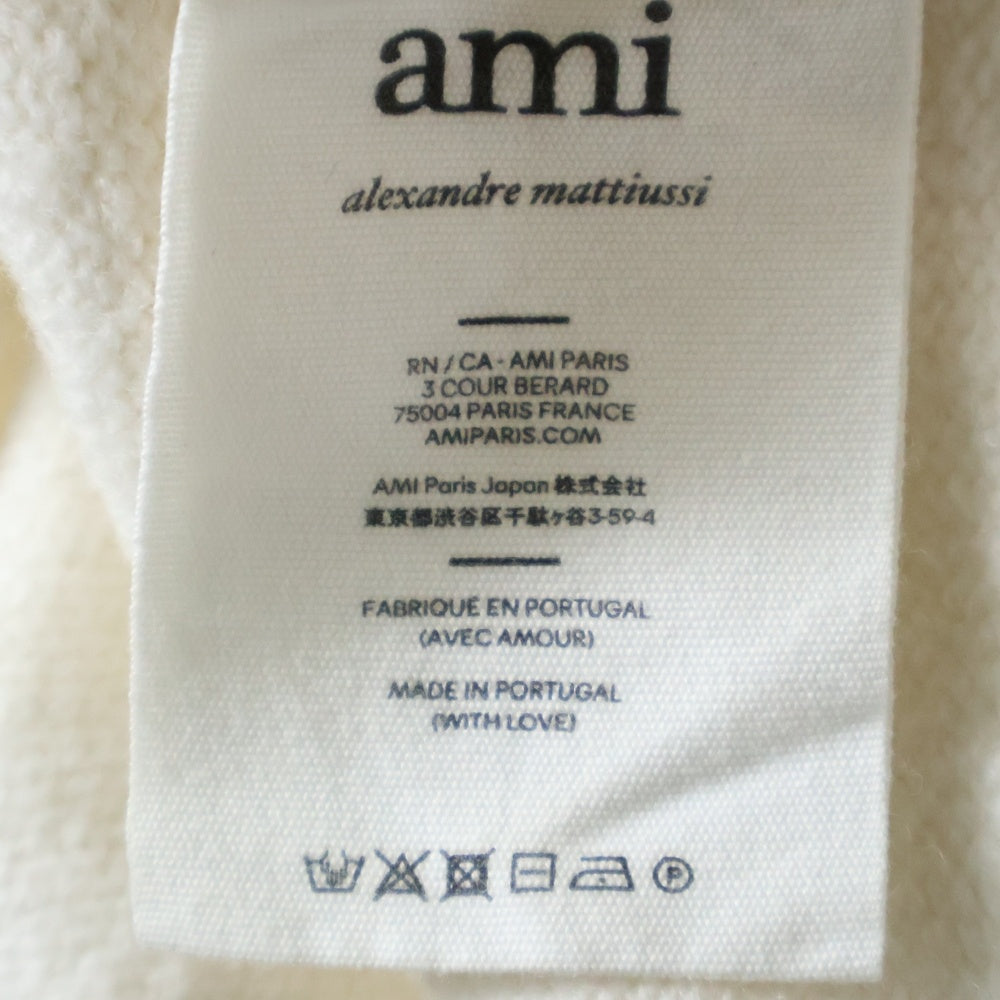 ami
alexandre mattiussi
RN / CA - AMI PARIS
3 COUR BERARD
75004 PARIS FRANCE
AMIPARIS.COM
AMI Paris Japan 株式会社
東京都渋谷区千駄ヶ谷3-59-4
FABRIQUÉ EN PORTUGAL
(AVEC AMOUR)
MADE IN PORTUGAL
(WITH LOVE)
P